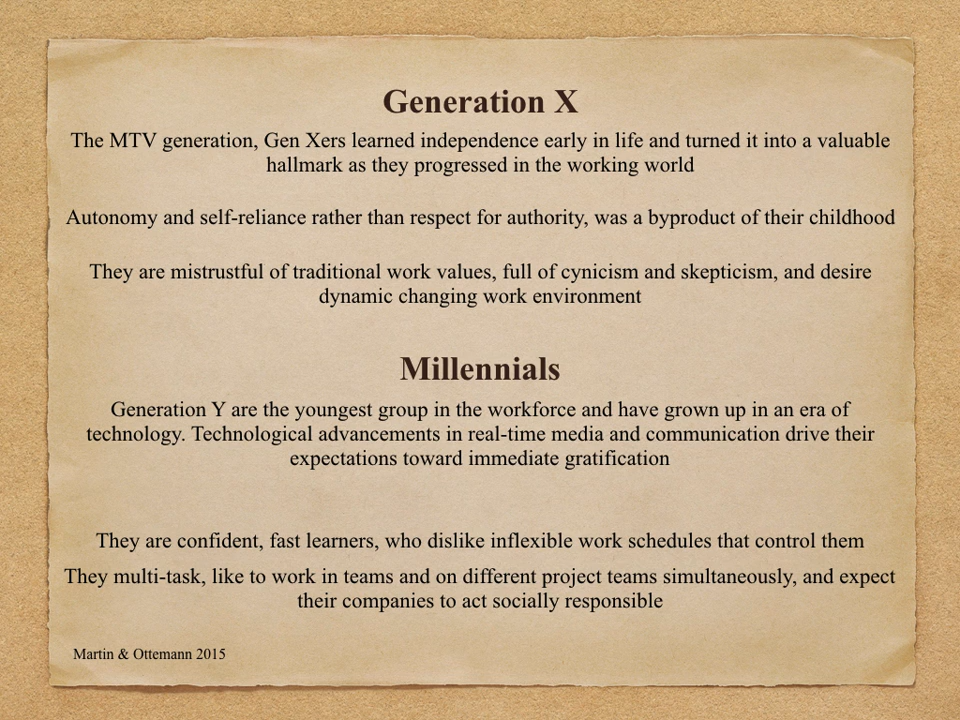 Generation X
The MTV generation, Gen Xers learned independence early in life and turned it into a valuable
hallmark as they progressed in the working world
Autonomy and self-reliance rather than respect for authority, was a byproduct of their childhood
They are mistrustful of traditional work values, full of cynicism and skepticism, and desire
dynamic changing work environment
Millennials
Generation Y are the youngest group in the workforce and have grown up in an era of
technology. Technological advancements in real-time media and communication drive their
expectations toward immediate gratification
They are confident, fast learners, who dislike inflexible work schedules that control them
They multi-task, like to work in teams and on different project teams simultaneously, and expect
their companies to act socially responsible
Martin & Ottemann 2015